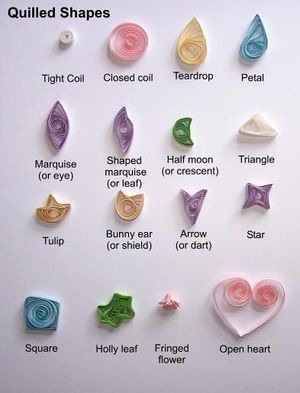 Quilled Shapes
Tight Coil
Closed coil
Teardrop
Petal
Marquise
(or eye)
Shaped
marquise
(or leaf)
Half moon
(or crescent)
Triangle
Tulip
Bunny ear
(or shield)
Arrow
(or dart)
Star
Square
Holly leaf
Fringed
flower
Open heart